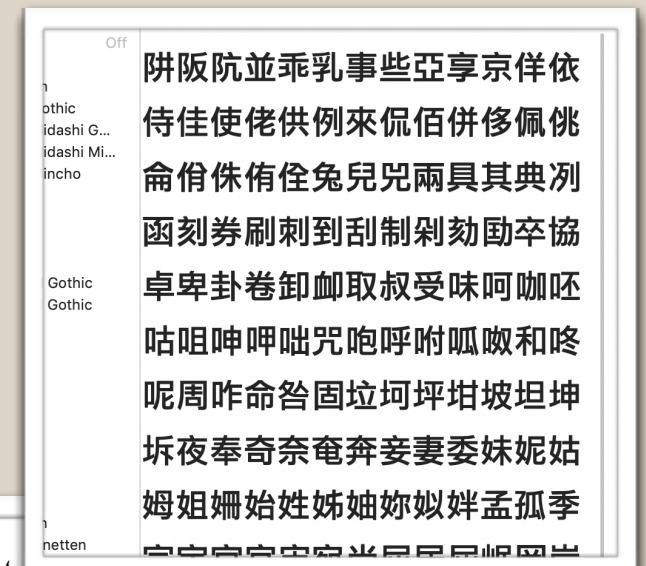 Off
othic
idashi G...
idashi Mi...
incho
Gothic
Gothic
netten
阱阪阬並乖乳事些亞享京佯依
侍佳使佬供例來侃佰併侈佩佻
侖佾侏侑佺兔兒兕兩具其典冽
函刻券刷刺到刮制剁劾劻卒協
卓卑卦卷卸卹取叔受味呵咖呸
咕咀呻呷咄咒咆呼咐呱呶和咚
呢周咋命咎固垃坷坪坩坡坦坤
坼夜奉奇奈奄奔妾妻委妹妮姑
姆姐姍始姓姊妯妳姒姅孟孤季